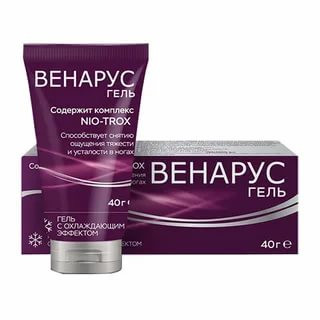 ВЕНАРУС
ГЕЛЬ
Содержит комплекс
NIO-TROX
Способствует снятию
ощущения тяжести
и усталости в ногах
40 г
ГЕЛЬ
С ОХЛАЖДАЮЩИМ
ЭФФЕКТОМ
ВЕНАРУС
ГЕЛЬ
40 г ℮